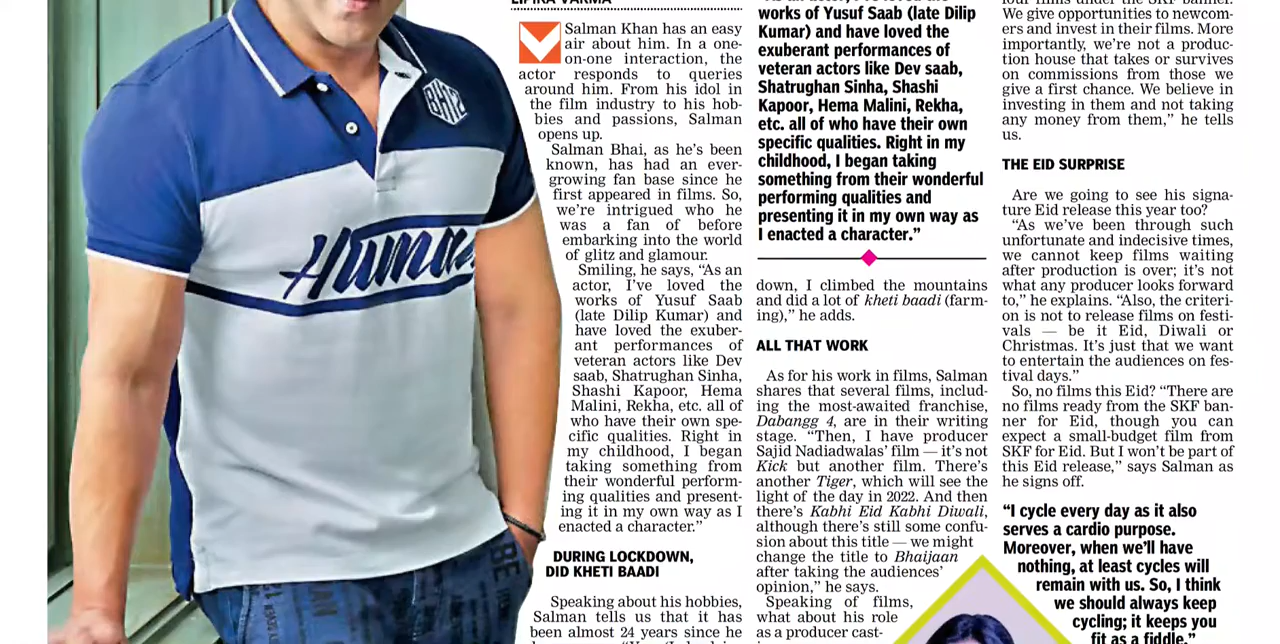 LIPIKA VARMA
Salman Khan has an easy
air about him. In a one-
on-one interaction, the
actor responds to queries
around him. From his idol in
the film industry to his hob-
bies and passions, Salman
opens up.
Salman Bhai, as he's been
known, has had an ever-
growing fan base since he
first appeared in films. So,
we're intrigued who he
was a fan of before
embarking into the world
of glitz and glamour.
Smiling, he says, “As an
actor, I've loved the
works of Yusuf Saab
(late Dilip Kumar) and
have loved the exuber-
ant performances of
veteran actors like Dev
saab, Shatrughan Sinha,
Shashi Kapoor, Hema
Malini, Rekha, etc. all of
who have their own spe-
cific qualities. Right in
my childhood, I began
taking something from
their wonderful perform-
ing qualities and present-
ing it in my own way as I
enacted a character.”
DURING LOCKDOWN,
DID KHETI BAADI
Speaking about his hobbies,
Salman tells us that it has
been almost 24 years since he
works of Yusuf Saab (late Dilip
Kumar) and have loved the
exuberant performances of
veteran actors like Dev saab,
Shatrughan Sinha, Shashi
Kapoor, Hema Malini, Rekha,
etc. all of who have their own
specific qualities. Right in my
childhood, I began taking
something from their wonderful
performing qualities and
presenting it in my own way as
I enacted a character.”
down, I climbed the mountains
and did a lot of kheti baadi (farm-
ing),” he adds.
ALL THAT WORK
As for his work in films, Salman
shares that several films, includ-
ing the most-awaited franchise,
Dabangg 4, are in their writing
stage. “Then, I have producer
Sajid Nadiadwalas' film — it's not
Kick but another film. There's
another Tiger, which will see the
light of the day in 2022. And then
there's Kabhi Eid Kabhi Diwali,
although there's still some confu-
sion about this title — we might
change the title to Bhaijaan
after taking the audiences'
opinion,” he says.
Speaking of films,
what about his role
as a producer cast-
four films under the SKF banner.
We give opportunities to newcom-
ers and invest in their films. More
importantly, we're not a produc-
tion house that takes or survives
on commissions from those we
give a first chance. We believe in
investing in them and not taking
any money from them,” he tells
us.
THE EID SURPRISE
Are we going to see his signa-
ture Eid release this year too?
“As we've been through such
unfortunate and indecisive times,
we cannot keep films waiting
after production is over; it's not
what any producer looks forward
to,” he explains. “Also, the criteri-
on is not to release films on festi-
vals — be it Eid, Diwali or
Christmas. It's just that we want
to entertain the audiences on fes-
tival days.”
So, no films this Eid? “There are
no films ready from the SKF ban-
ner for Eid, though you can
expect a small-budget film from
SKF for Eid. But I won't be part of
this Eid release,” says Salman as
he signs off.
“I cycle every day as it also
serves a cardio purpose.
Moreover, when we'll have
nothing, at least cycles will
remain with us. So, I think
we should always keep
cycling; it keeps you
fit as a fiddle.”